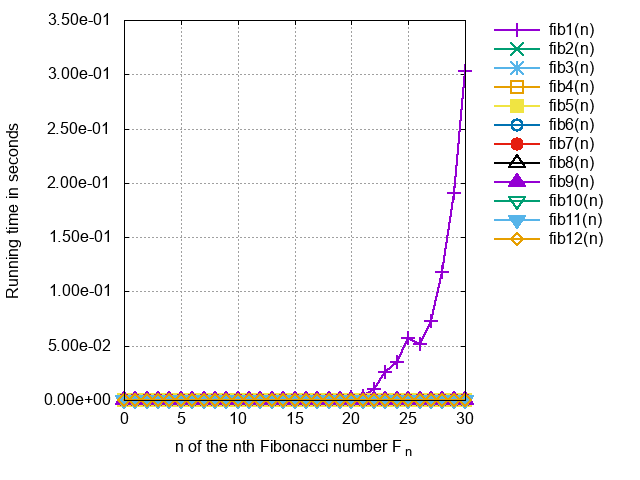 3.50e-01
3.00e-01
2.50e-01
2.00e-01
1.50e-01
1.00e-01
5.00e-02
0.00e+00
Running time in seconds
0 5 10 15 20 25 30
n of the nth Fibonacci number F n
fib1(n)
fib2(n)
fib3(n)
fib4(n)
fib5(n)
fib6(n)
fib7(n)
fib8(n)
fib9(n)
fib10(n)
fib11(n)
fib12(n)